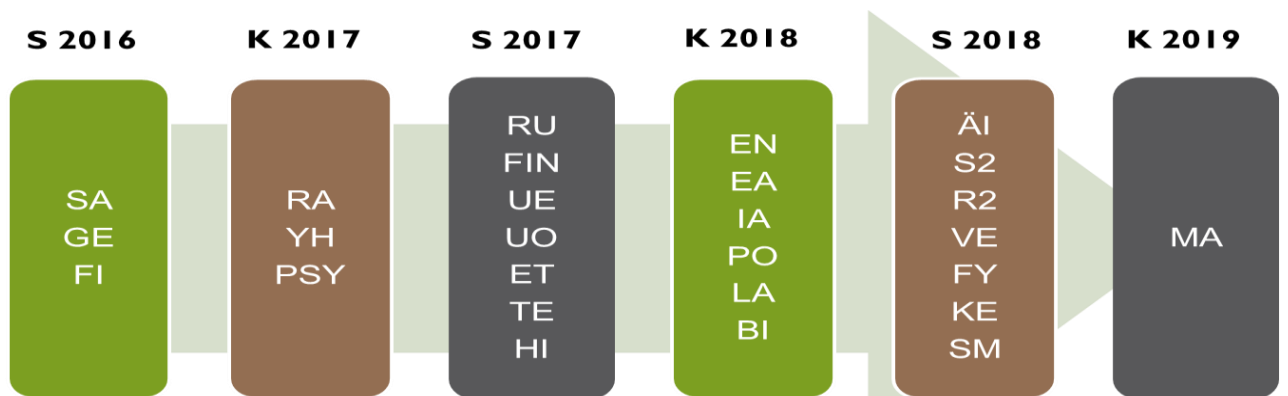 S 2016
K 2017
S 2017
K 2018
S 2018
K 2019
SA
GE
FI
RA
YH
PSY
RU
FIN
UE
UO
ET
TE
HI
EN
EA
IA
PO
LA
BI
ÄI
S2
R2
VE
FY
KE
SM
MA